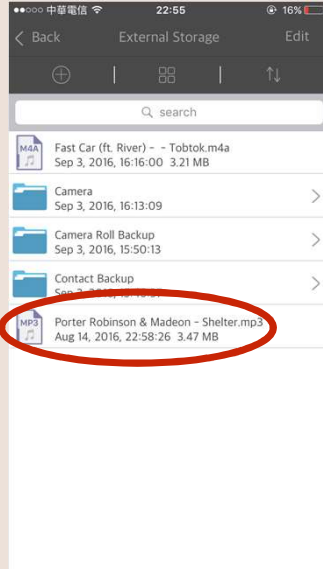 中華電信 22:55 16%
Back External Storage Edit
search
M4A Fast Car (ft. River) - - Tobtok.m4a
Sep 3, 2016, 16:16:00 3.21 MB
Camera
Sep 3, 2016, 16:13:09
Camera Roll Backup
Sep 3, 2016, 15:50:13
Contact Backup
Sep 3, 2016,
MP3 Porter Robinson & Madeon - Shelter.mp3
Aug 14, 2016, 22:58:26 3.47 MB